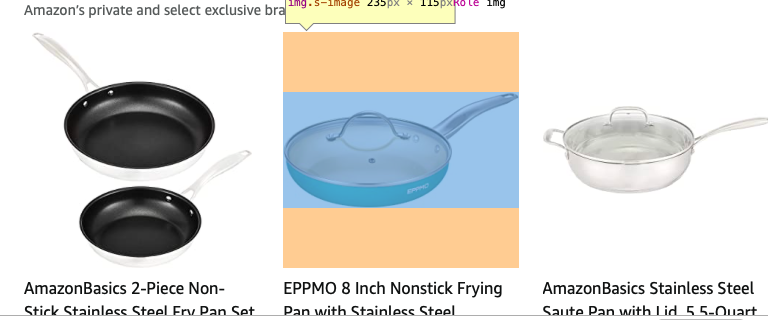 Amazon's private and select exclusive bra
img.s-image 235px × 115pxRole img
EPPMO
AmazonBasics 2-Piece Non-
Stick Stainless Steel Fry Pan Set
EPPMO 8 Inch Nonstick Frying
Pan with Stainless Steel
AmazonBasics Stainless Steel
Saute Pan with Lid, 5.5-Quart